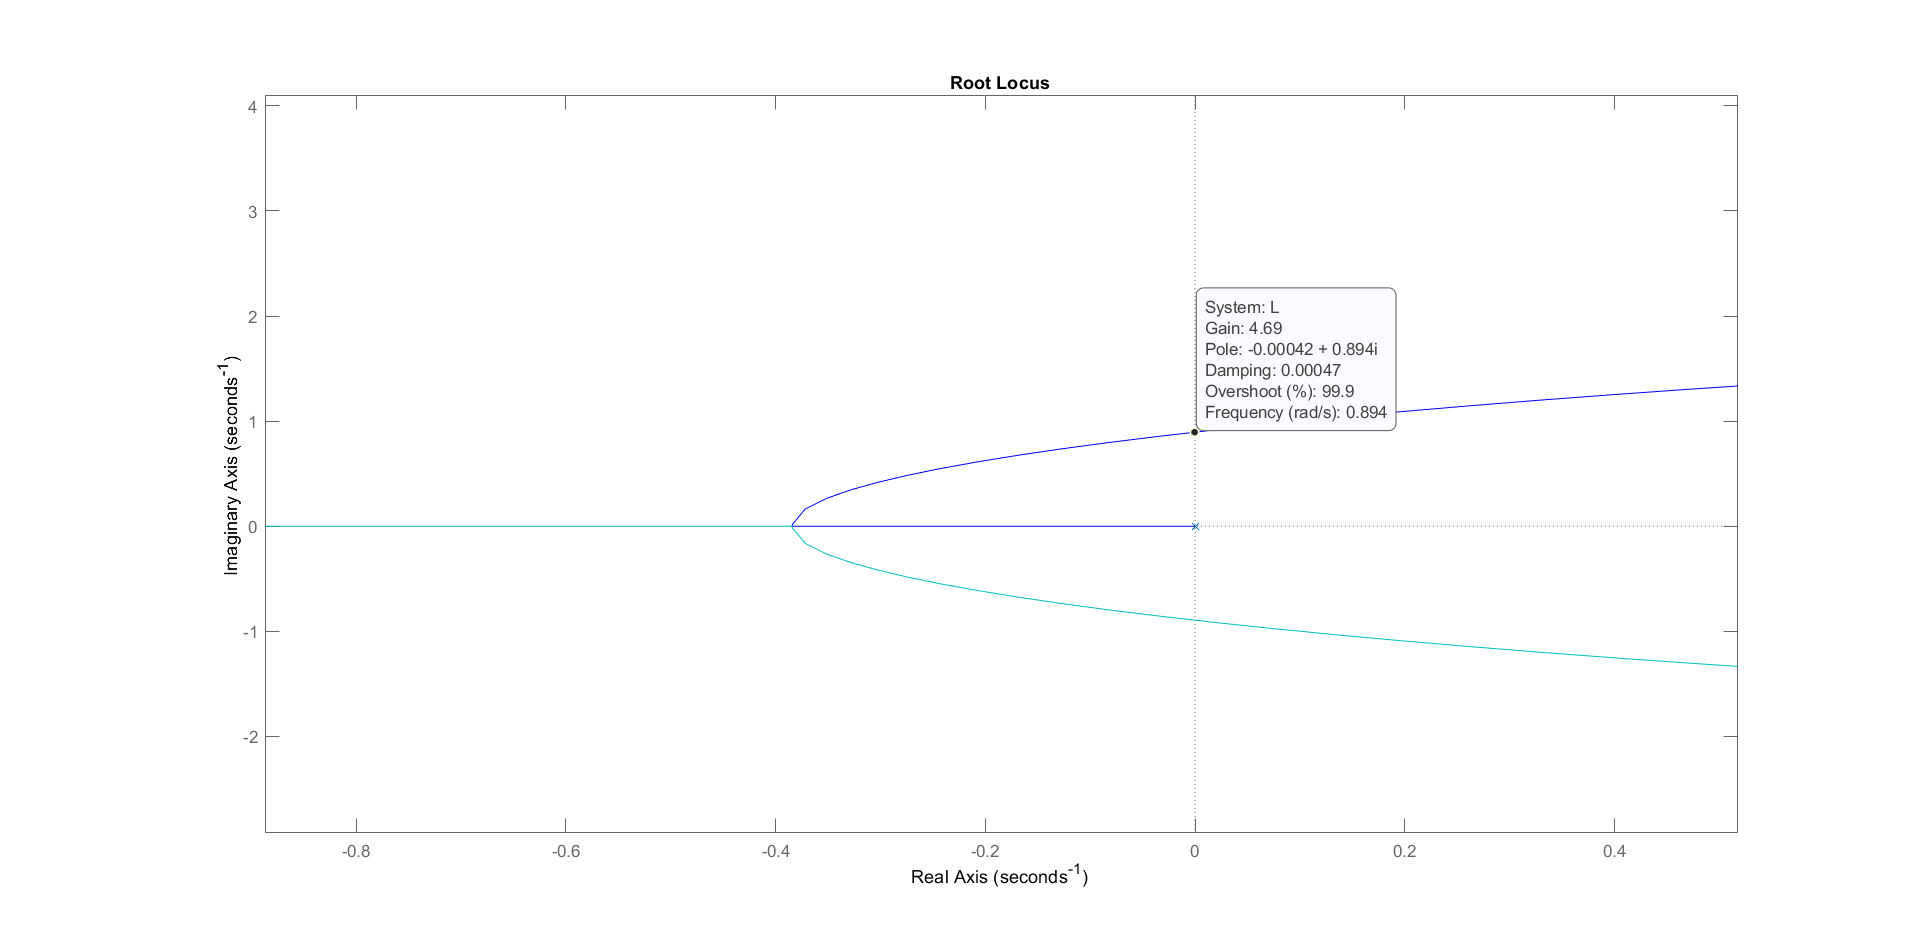 Root Locus
4
3
2
1
0
-1
-2
Imaginary Axis (seconds⁻¹)
System: L
Gain: 4.69
Pole: -0.00042 + 0.894i
Damping: 0.00047
Overshoot (%): 99.9
Frequency (rad/s): 0.894
-0.8 -0.6 -0.4 -0.2 0 0.2 0.4
Real Axis (seconds⁻¹)